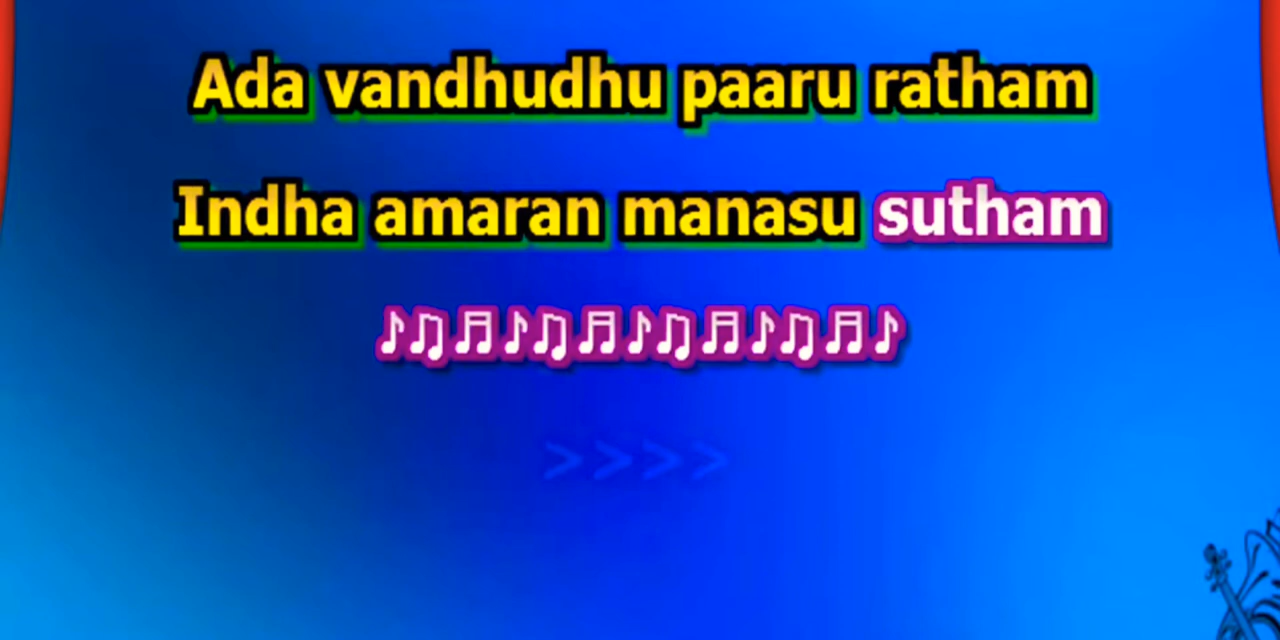 Ada vandhudhu paaru ratham
Indha amaran manasu sutham
♪♫♬♪♫♬♪♫♬♪♫♬♪
>>>>